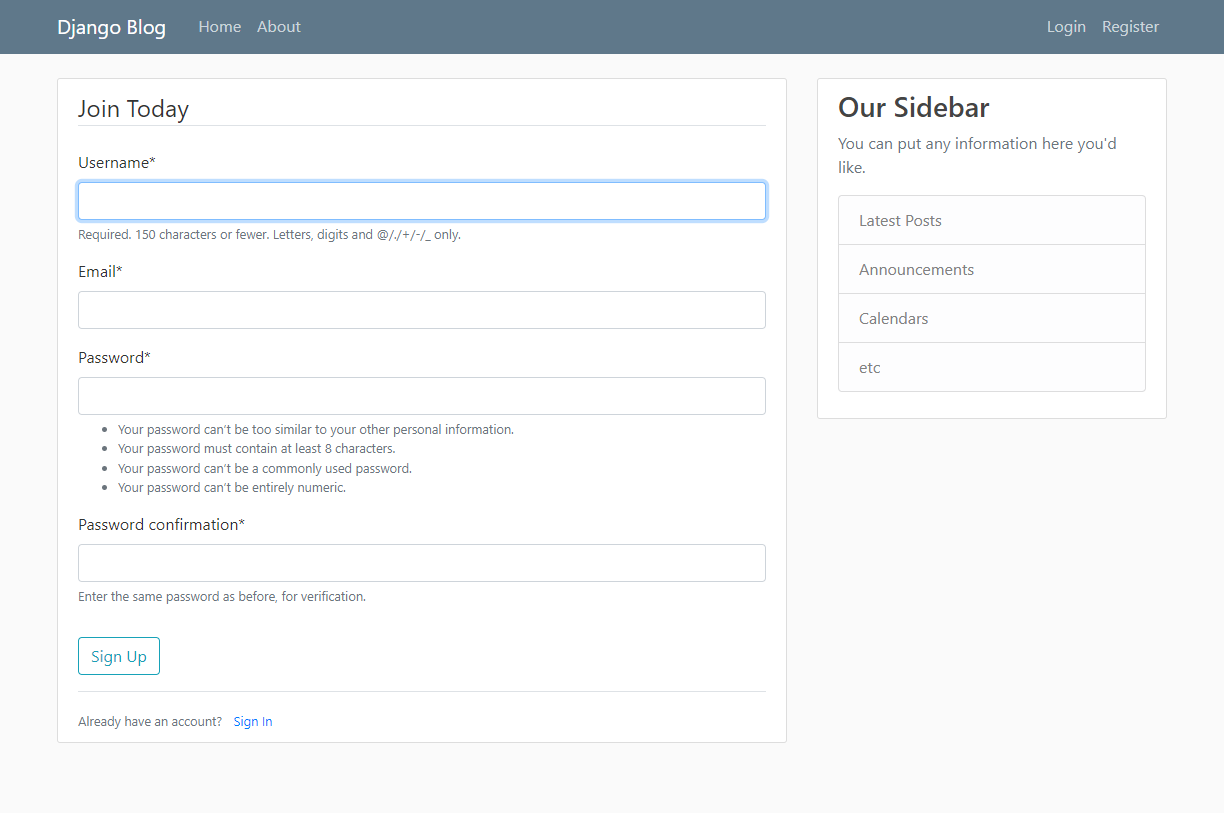 Django Blog Home About Login Register
Join Today
Username*
Required. 150 characters or fewer. Letters, digits and @/./+/-/_ only.
Email*
Password*
Your password can't be too similar to your other personal information.
Your password must contain at least 8 characters.
Your password can't be a commonly used password.
Your password can't be entirely numeric.
Password confirmation*
Enter the same password as before, for verification.
Sign Up
Already have an account? Sign In
Our Sidebar
You can put any information here you'd
like.
Latest Posts
Announcements
Calendars
etc